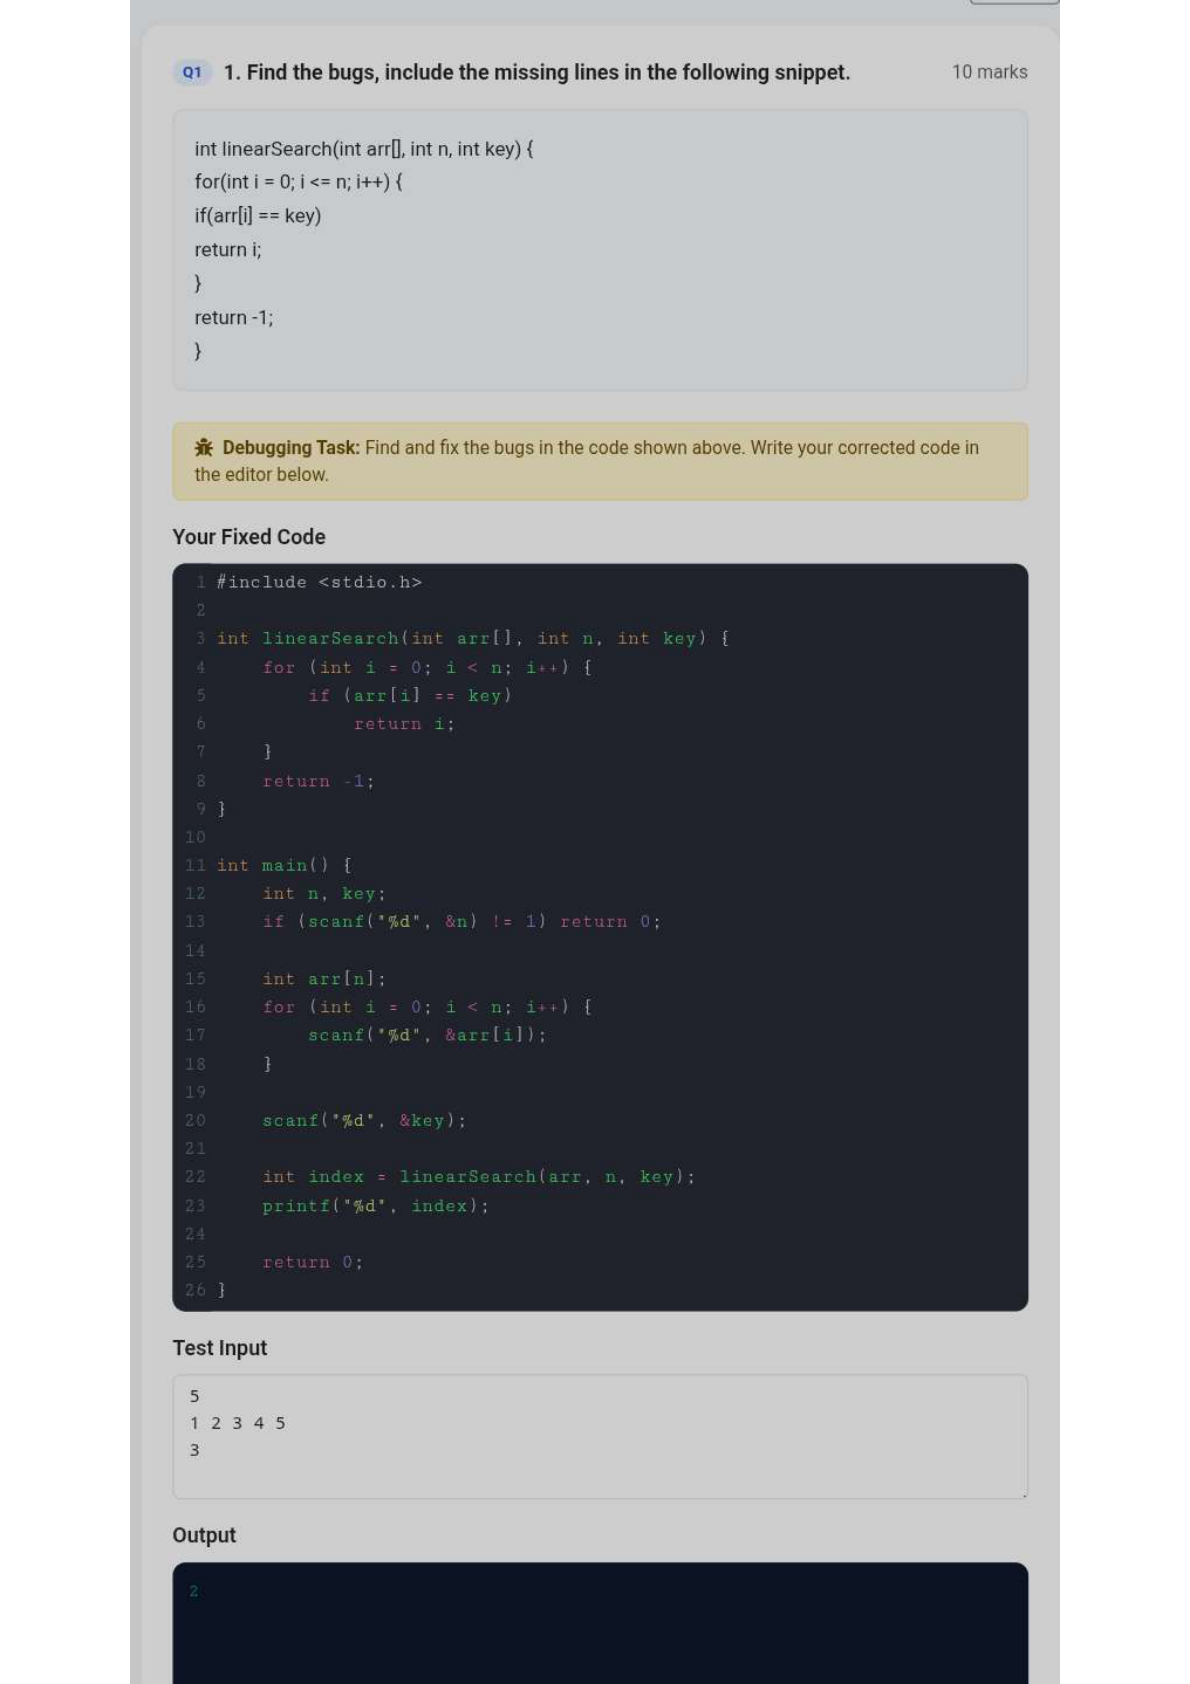 Q1 1. Find the bugs, include the missing lines in the following snippet. 10 marks
int linearSearch(int arr[], int n, int key) {
for(int i = 0; i <= n; i++) {
if(arr[i] == key)
return i;
}
return -1;
}
Debugging Task: Find and fix the bugs in the code shown above. Write your corrected code in
the editor below.
Your Fixed Code
1 #include <stdio.h>
2
3 int linearSearch(int arr[], int n, int key) {
4     for (int i = 0; i < n; i++) {
5         if (arr[i] == key)
6             return i;
7     }
8     return -1;
9 }
10
11 int main() {
12     int n, key;
13     if (scanf("%d", &n) != 1) return 0;
14
15     int arr[n];
16     for (int i = 0; i < n; i++) {
17         scanf("%d", &arr[i]);
18     }
19
20     scanf("%d", &key);
21
22     int index = linearSearch(arr, n, key);
23     printf("%d", index);
24
25     return 0;
26 }
Test Input
5
1 2 3 4 5
3
Output
2